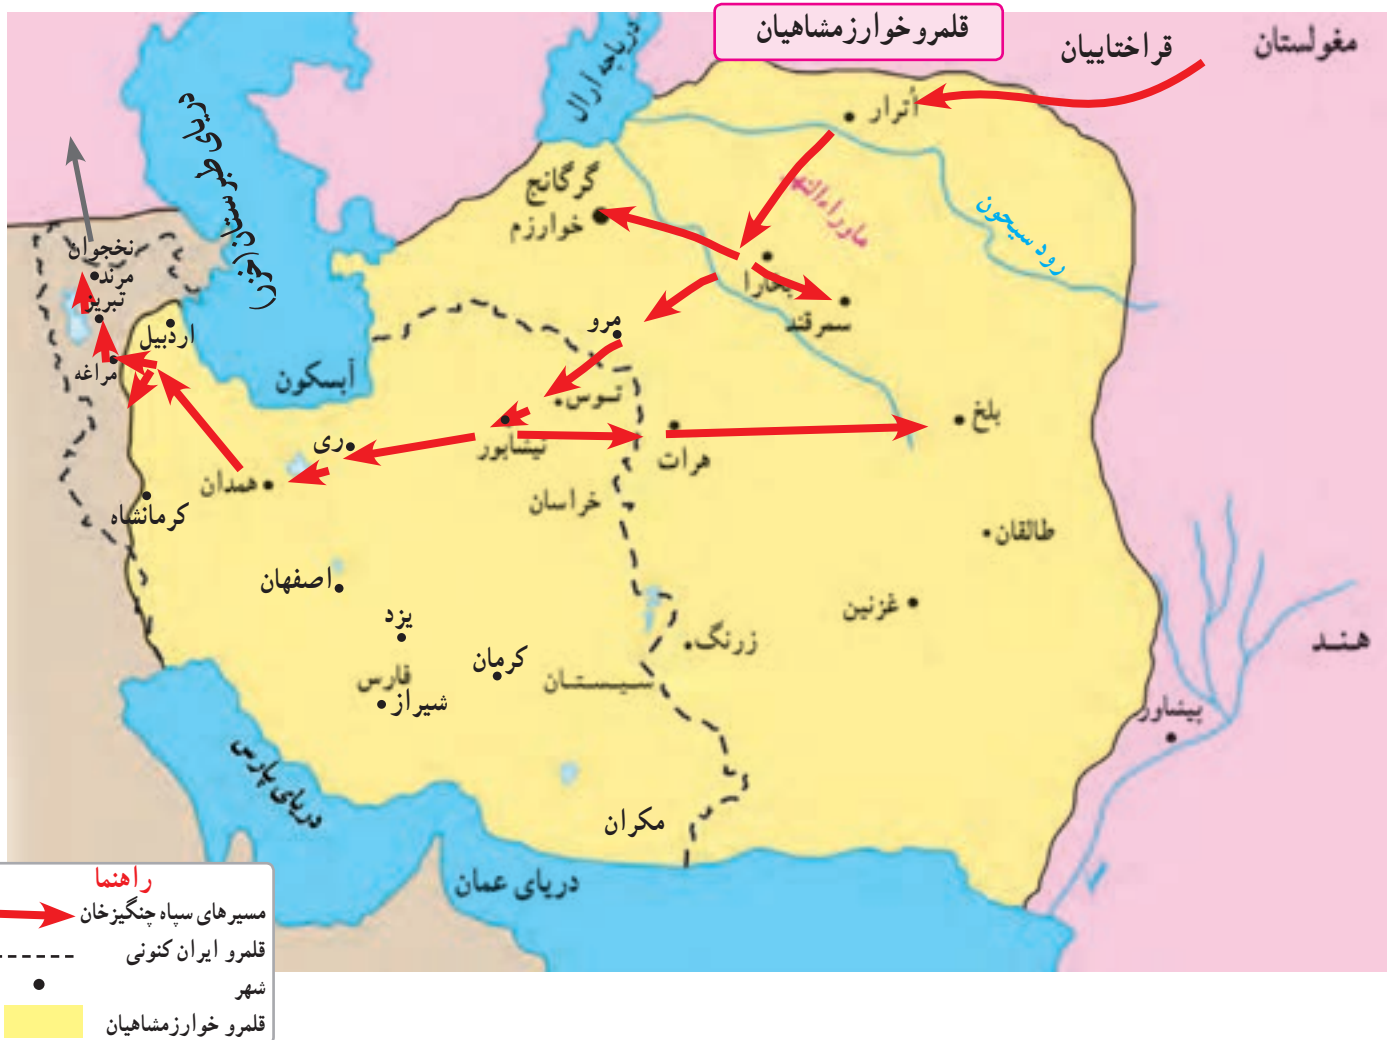 قلمرو خوارزمشاهیان
مغولستان
قراختاییان
دریاچه آرال
اُترار
دریای طبرستان (خزر)
گرگانج
خوارزم
ماوراءالنهر
رود سیحون
نخجوان
مرند
تبریز
اردبیل
مراغه
بخارا
سمرقند
مرو
آبسکون
توس
بلخ
نیشابور
ری
هرات
همدان
خراسان
کرمانشاه
طالقان
اصفهان
غزنین
یزد
زرنگ
هند
کرمان
فارس
سیستان
شیراز
پیشاور
دریای پارس
مکران
دریای عمان
راهنما
مسیرهای سپاه چنگیزخان
قلمرو ایران کنونی
شهر
قلمرو خوارزمشاهیان